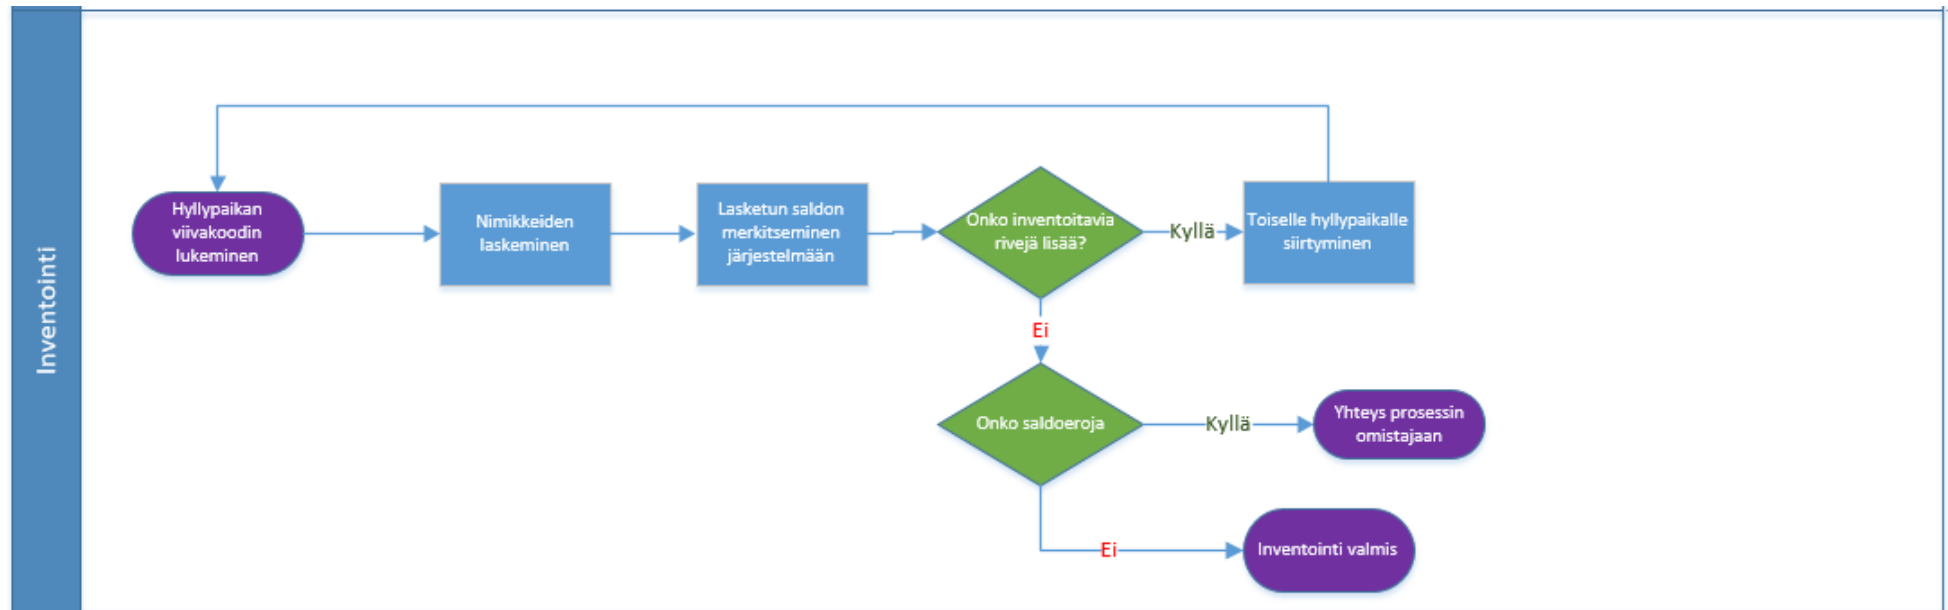 Inventointi
Hyllypaikan
viivakoodin
lukeminen
Nimikkeiden
laskeminen
Lasketun saldon
merkitseminen
järjestelmään
Onko inventoitavia
rivejä lisää?
Kyllä
Toiselle hyllypaikalle
siirtyminen
Ei
Onko saldoeroja
Kyllä
Yhteys prosessin
omistajaan
Ei
Inventointi valmis